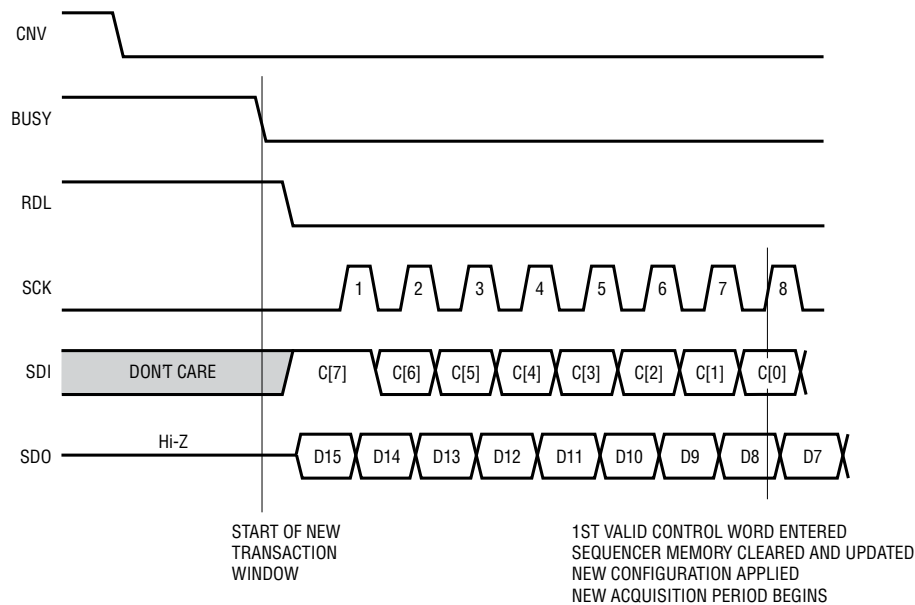 CNV
BUSY
RDL
SCK 1 2 3 4 5 6 7 8
SDI DON'T CARE C[7] C[6] C[5] C[4] C[3] C[2] C[1] C[0]
SDO Hi-Z D15 D14 D13 D12 D11 D10 D9 D8 D7
START OF NEW
TRANSACTION
WINDOW
1ST VALID CONTROL WORD ENTERED
SEQUENCER MEMORY CLEARED AND UPDATED
NEW CONFIGURATION APPLIED
NEW ACQUISITION PERIOD BEGINS